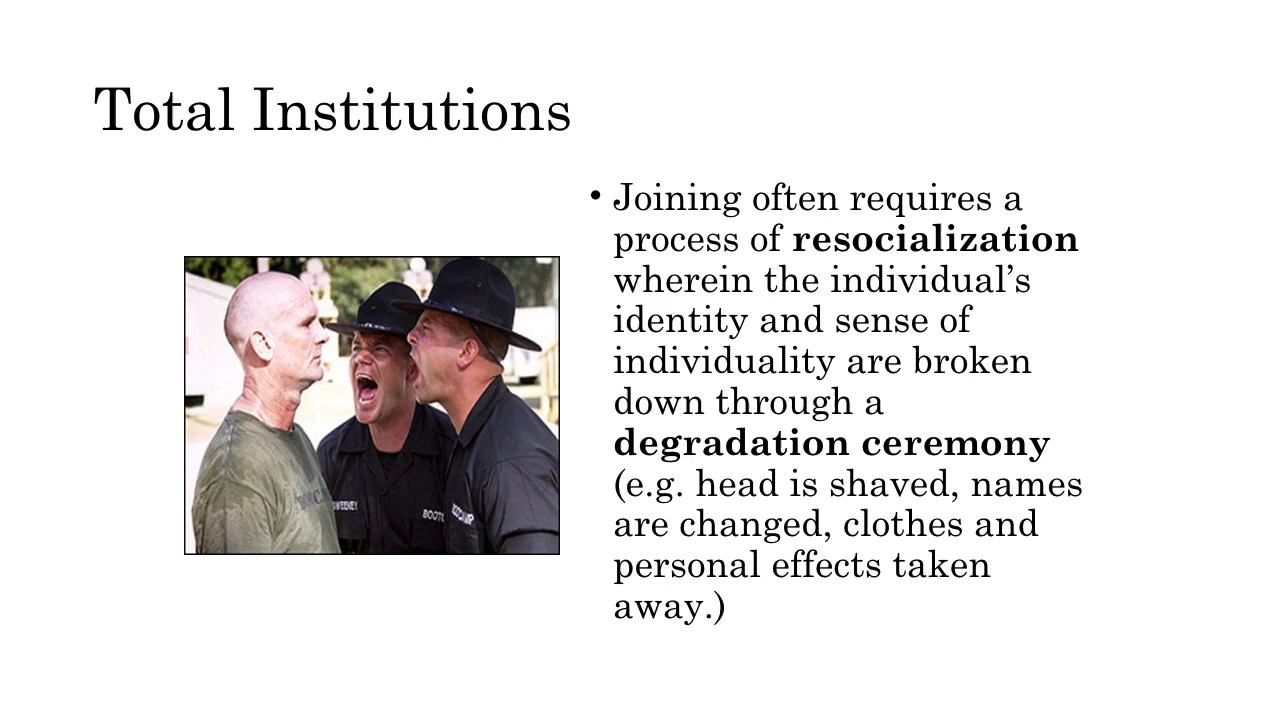 Total Institutions
• Joining often requires a
process of resocialization
wherein the individual’s
identity and sense of
individuality are broken
down through a
degradation ceremony
(e.g. head is shaved, names
are changed, clothes and
personal effects taken
away.)
SWEENEY